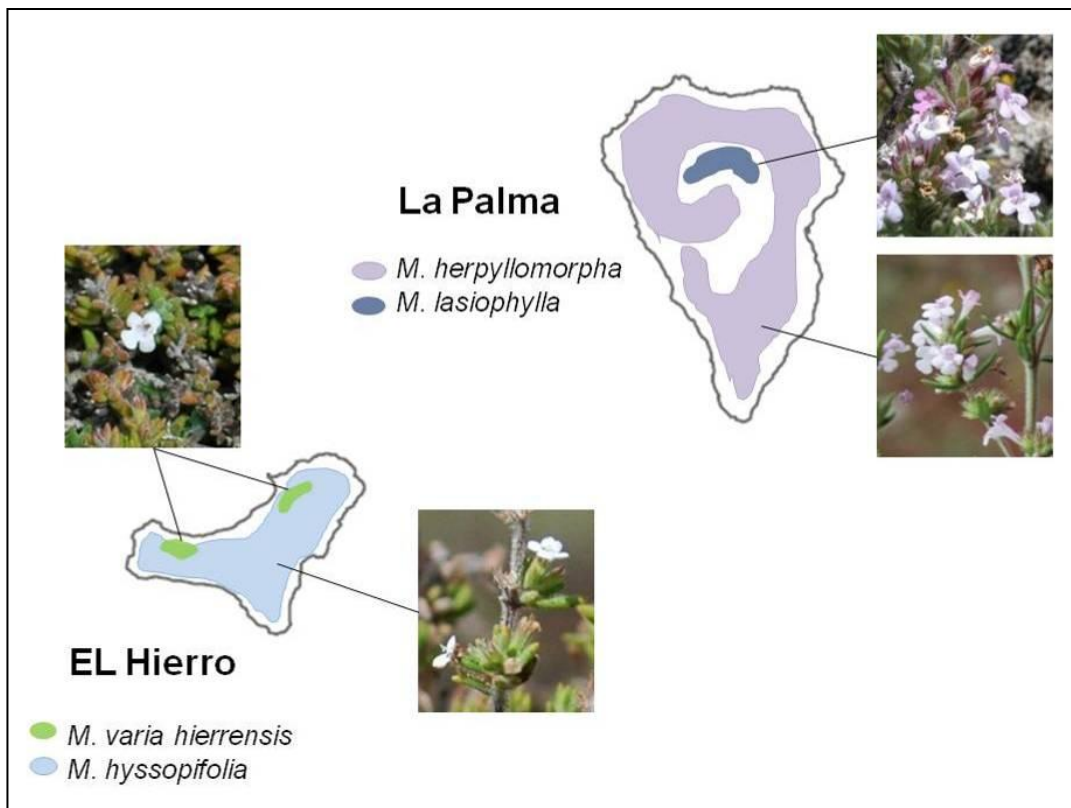 La Palma
M. herpyllomorpha
M. lasiophylla
EL Hierro
M. varia hierrensis
M. hyssopifolia